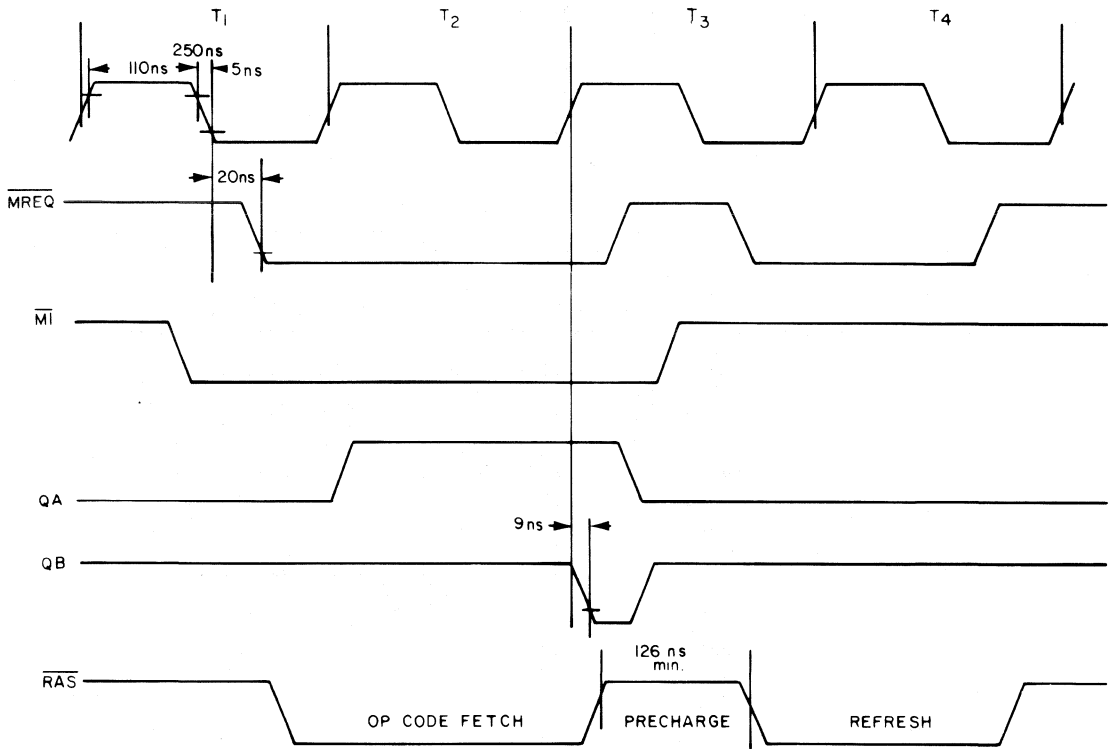 T1 T2 T3 T4
250ns
110ns 5ns
20ns
MREQ
M1
QA
9ns
QB
126 ns
min.
RAS
OP CODE FETCH PRECHARGE REFRESH